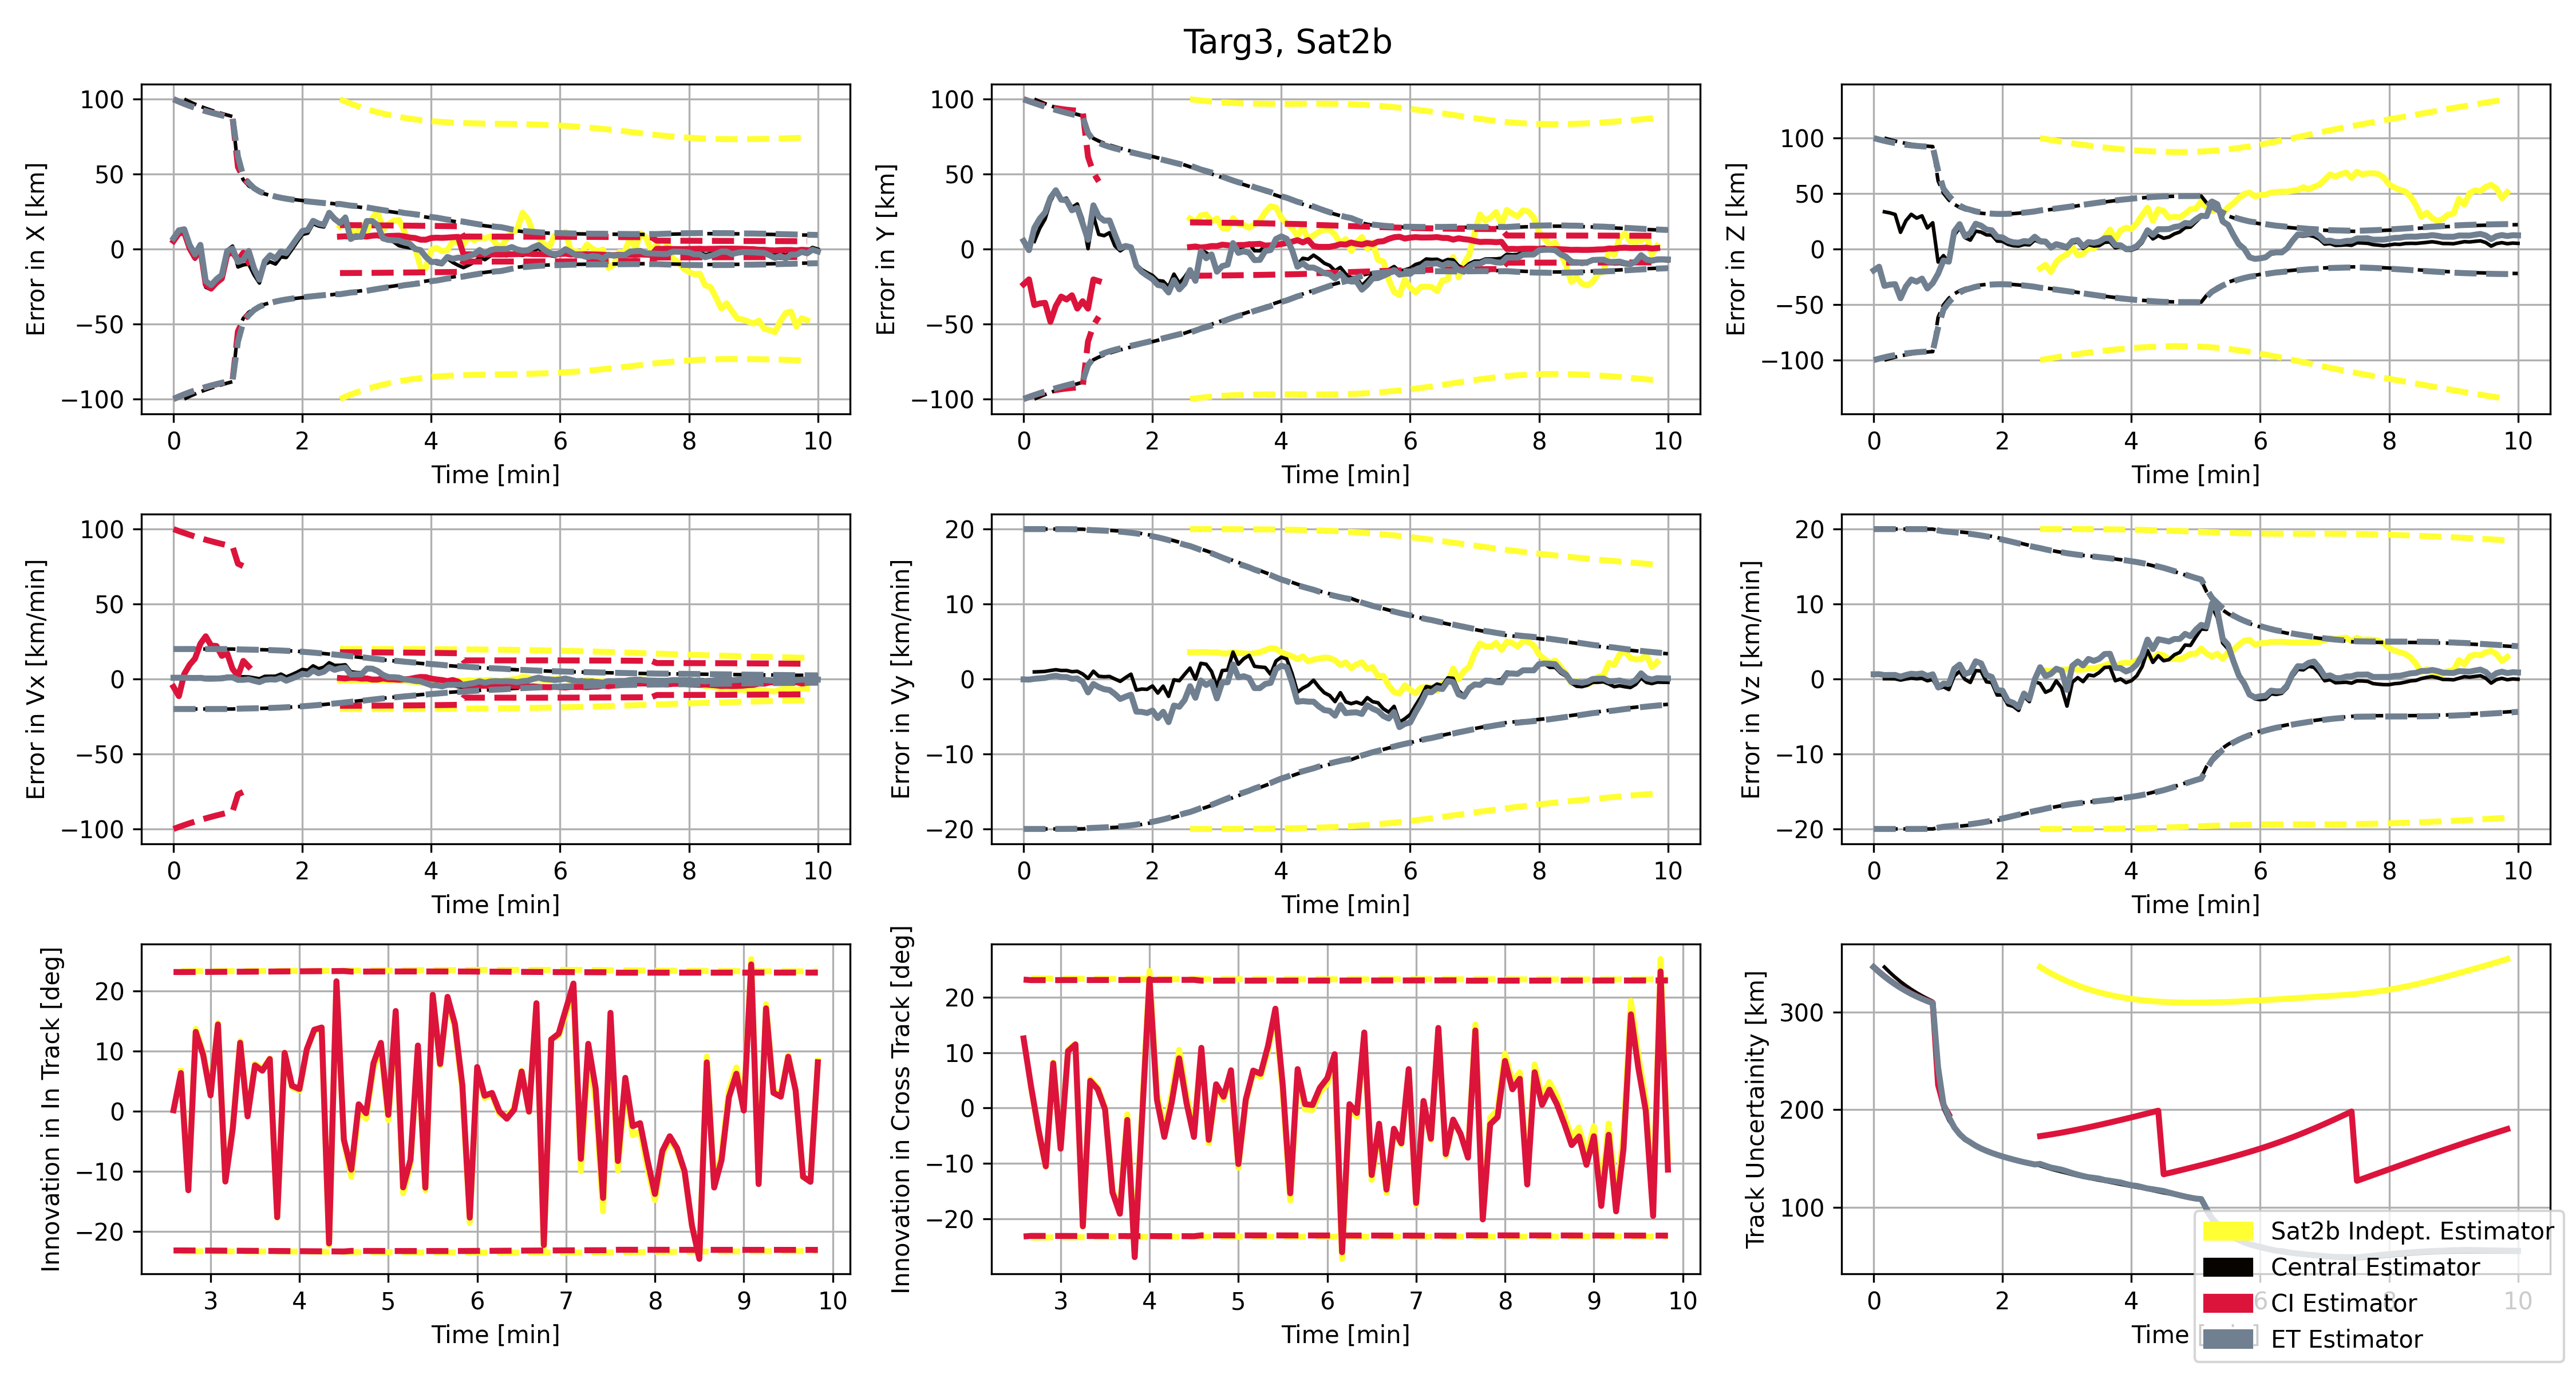 Targ3, Sat2b
Error in X [km]
100
50
0
−50
−100
0 2 4 6 8 10
Time [min]
Error in Y [km]
100
50
0
−50
−100
0 2 4 6 8 10
Time [min]
Error in Z [km]
100
50
0
−50
−100
0 2 4 6 8 10
Time [min]
Error in Vx [km/min]
100
50
0
−50
−100
0 2 4 6 8 10
Time [min]
Error in Vy [km/min]
20
10
0
−10
−20
0 2 4 6 8 10
Time [min]
Error in Vz [km/min]
20
10
0
−10
−20
0 2 4 6 8 10
Time [min]
Innovation in In Track [deg]
20
10
0
−10
−20
3 4 5 6 7 8 9 10
Time [min]
Innovation in Cross Track [deg]
20
10
0
−10
−20
3 4 5 6 7 8 9 10
Time [min]
Track Uncertainity [km]
300
200
100
0 2 4 6 8 10
Time
Sat2b Indept. Estimator
Central Estimator
CI Estimator
ET Estimator